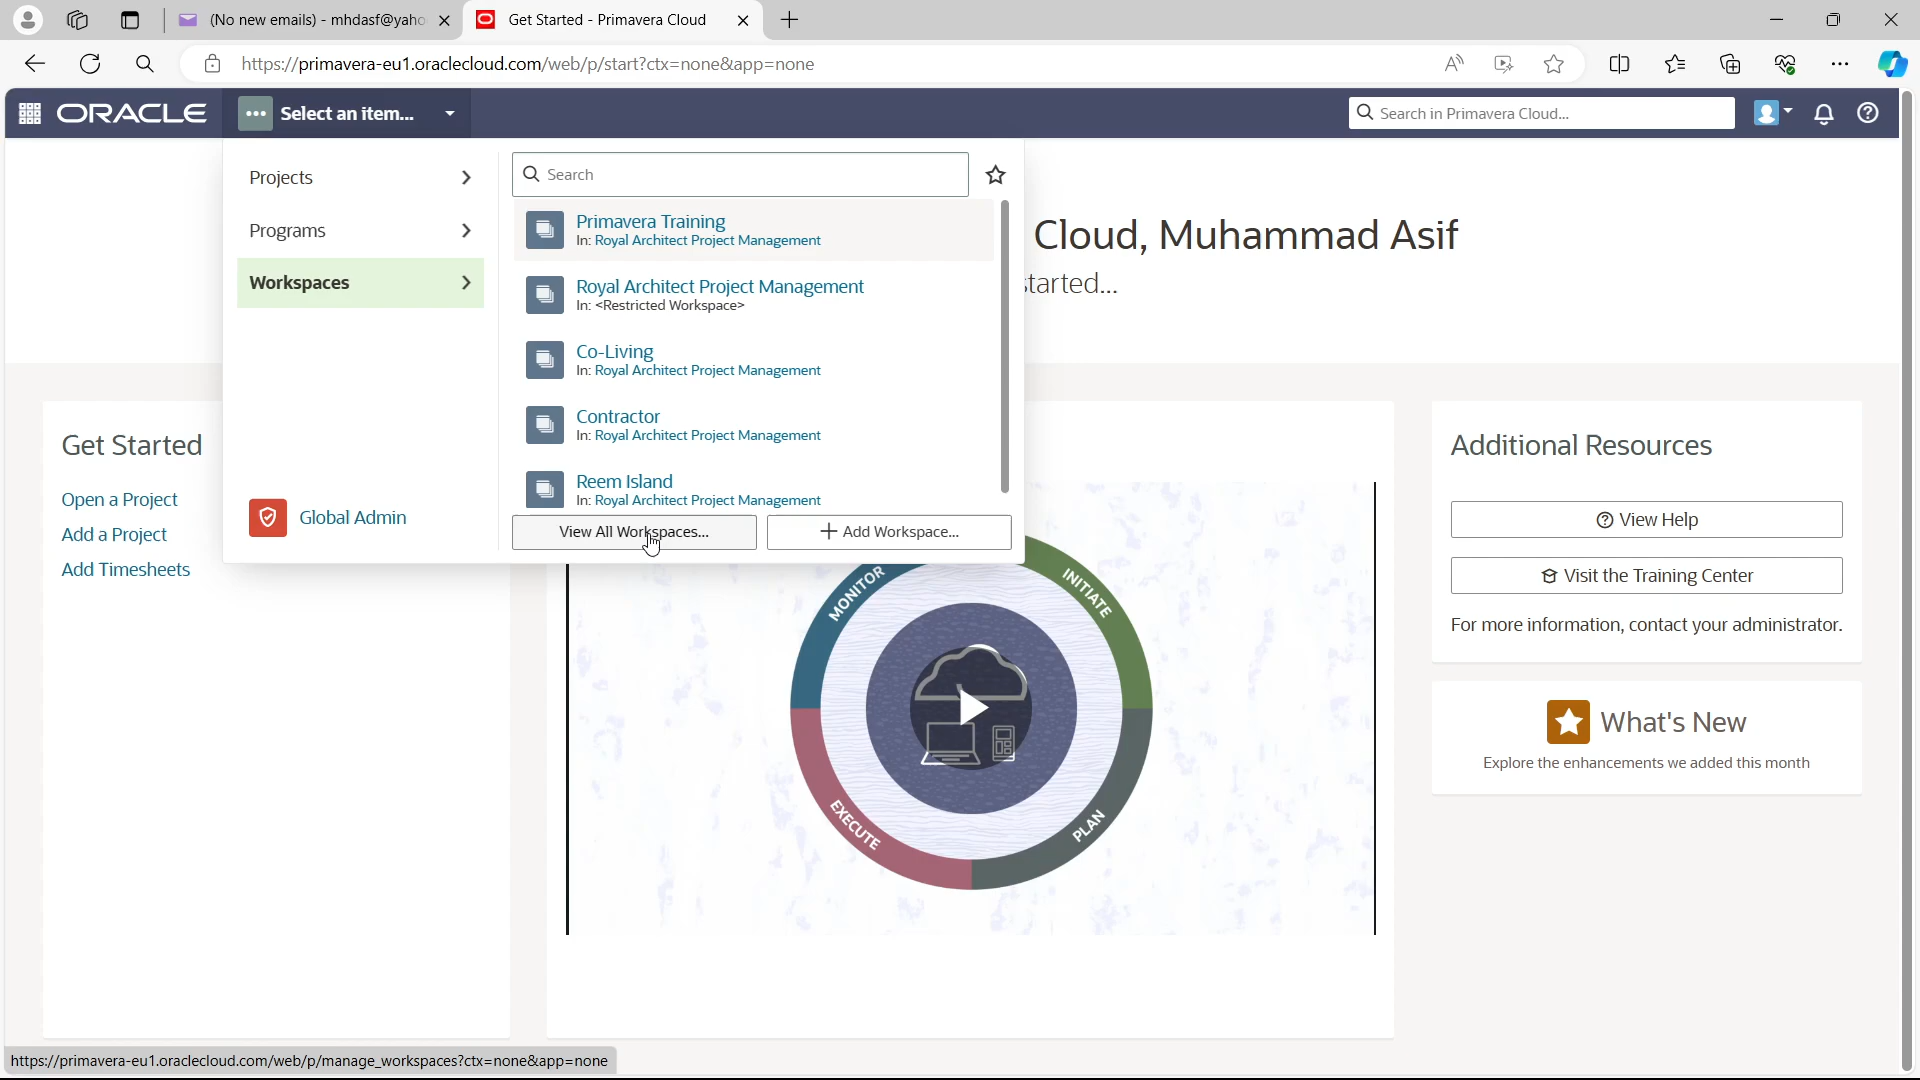 (No new emails) - mhdasf@yaho
Get Started - Primavera Cloud
https://primavera-eu1.oraclecloud.com/web/p/start?ctx=none&app=none
ORACLE
Select an item...
Search in Primavera Cloud...
Projects
Programs
Workspaces
Global Admin
Search
Primavera Training
In: Royal Architect Project Management
Royal Architect Project Management
In: <Restricted Workspace>
Co-Living
In: Royal Architect Project Management
Contractor
In: Royal Architect Project Management
Reem Island
In: Royal Architect Project Management
View All Workspaces...
Add Workspace...
Cloud, Muhammad Asif
started...
Get Started
Open a Project
Add a Project
Add Timesheets
MONITOR
INITIATE
EXECUTE
PLAN
Additional Resources
View Help
Visit the Training Center
For more information, contact your administrator.
What's New
Explore the enhancements we added this month
https://primavera-eu1.oraclecloud.com/web/p/manage_workspaces?ctx=none&app=none